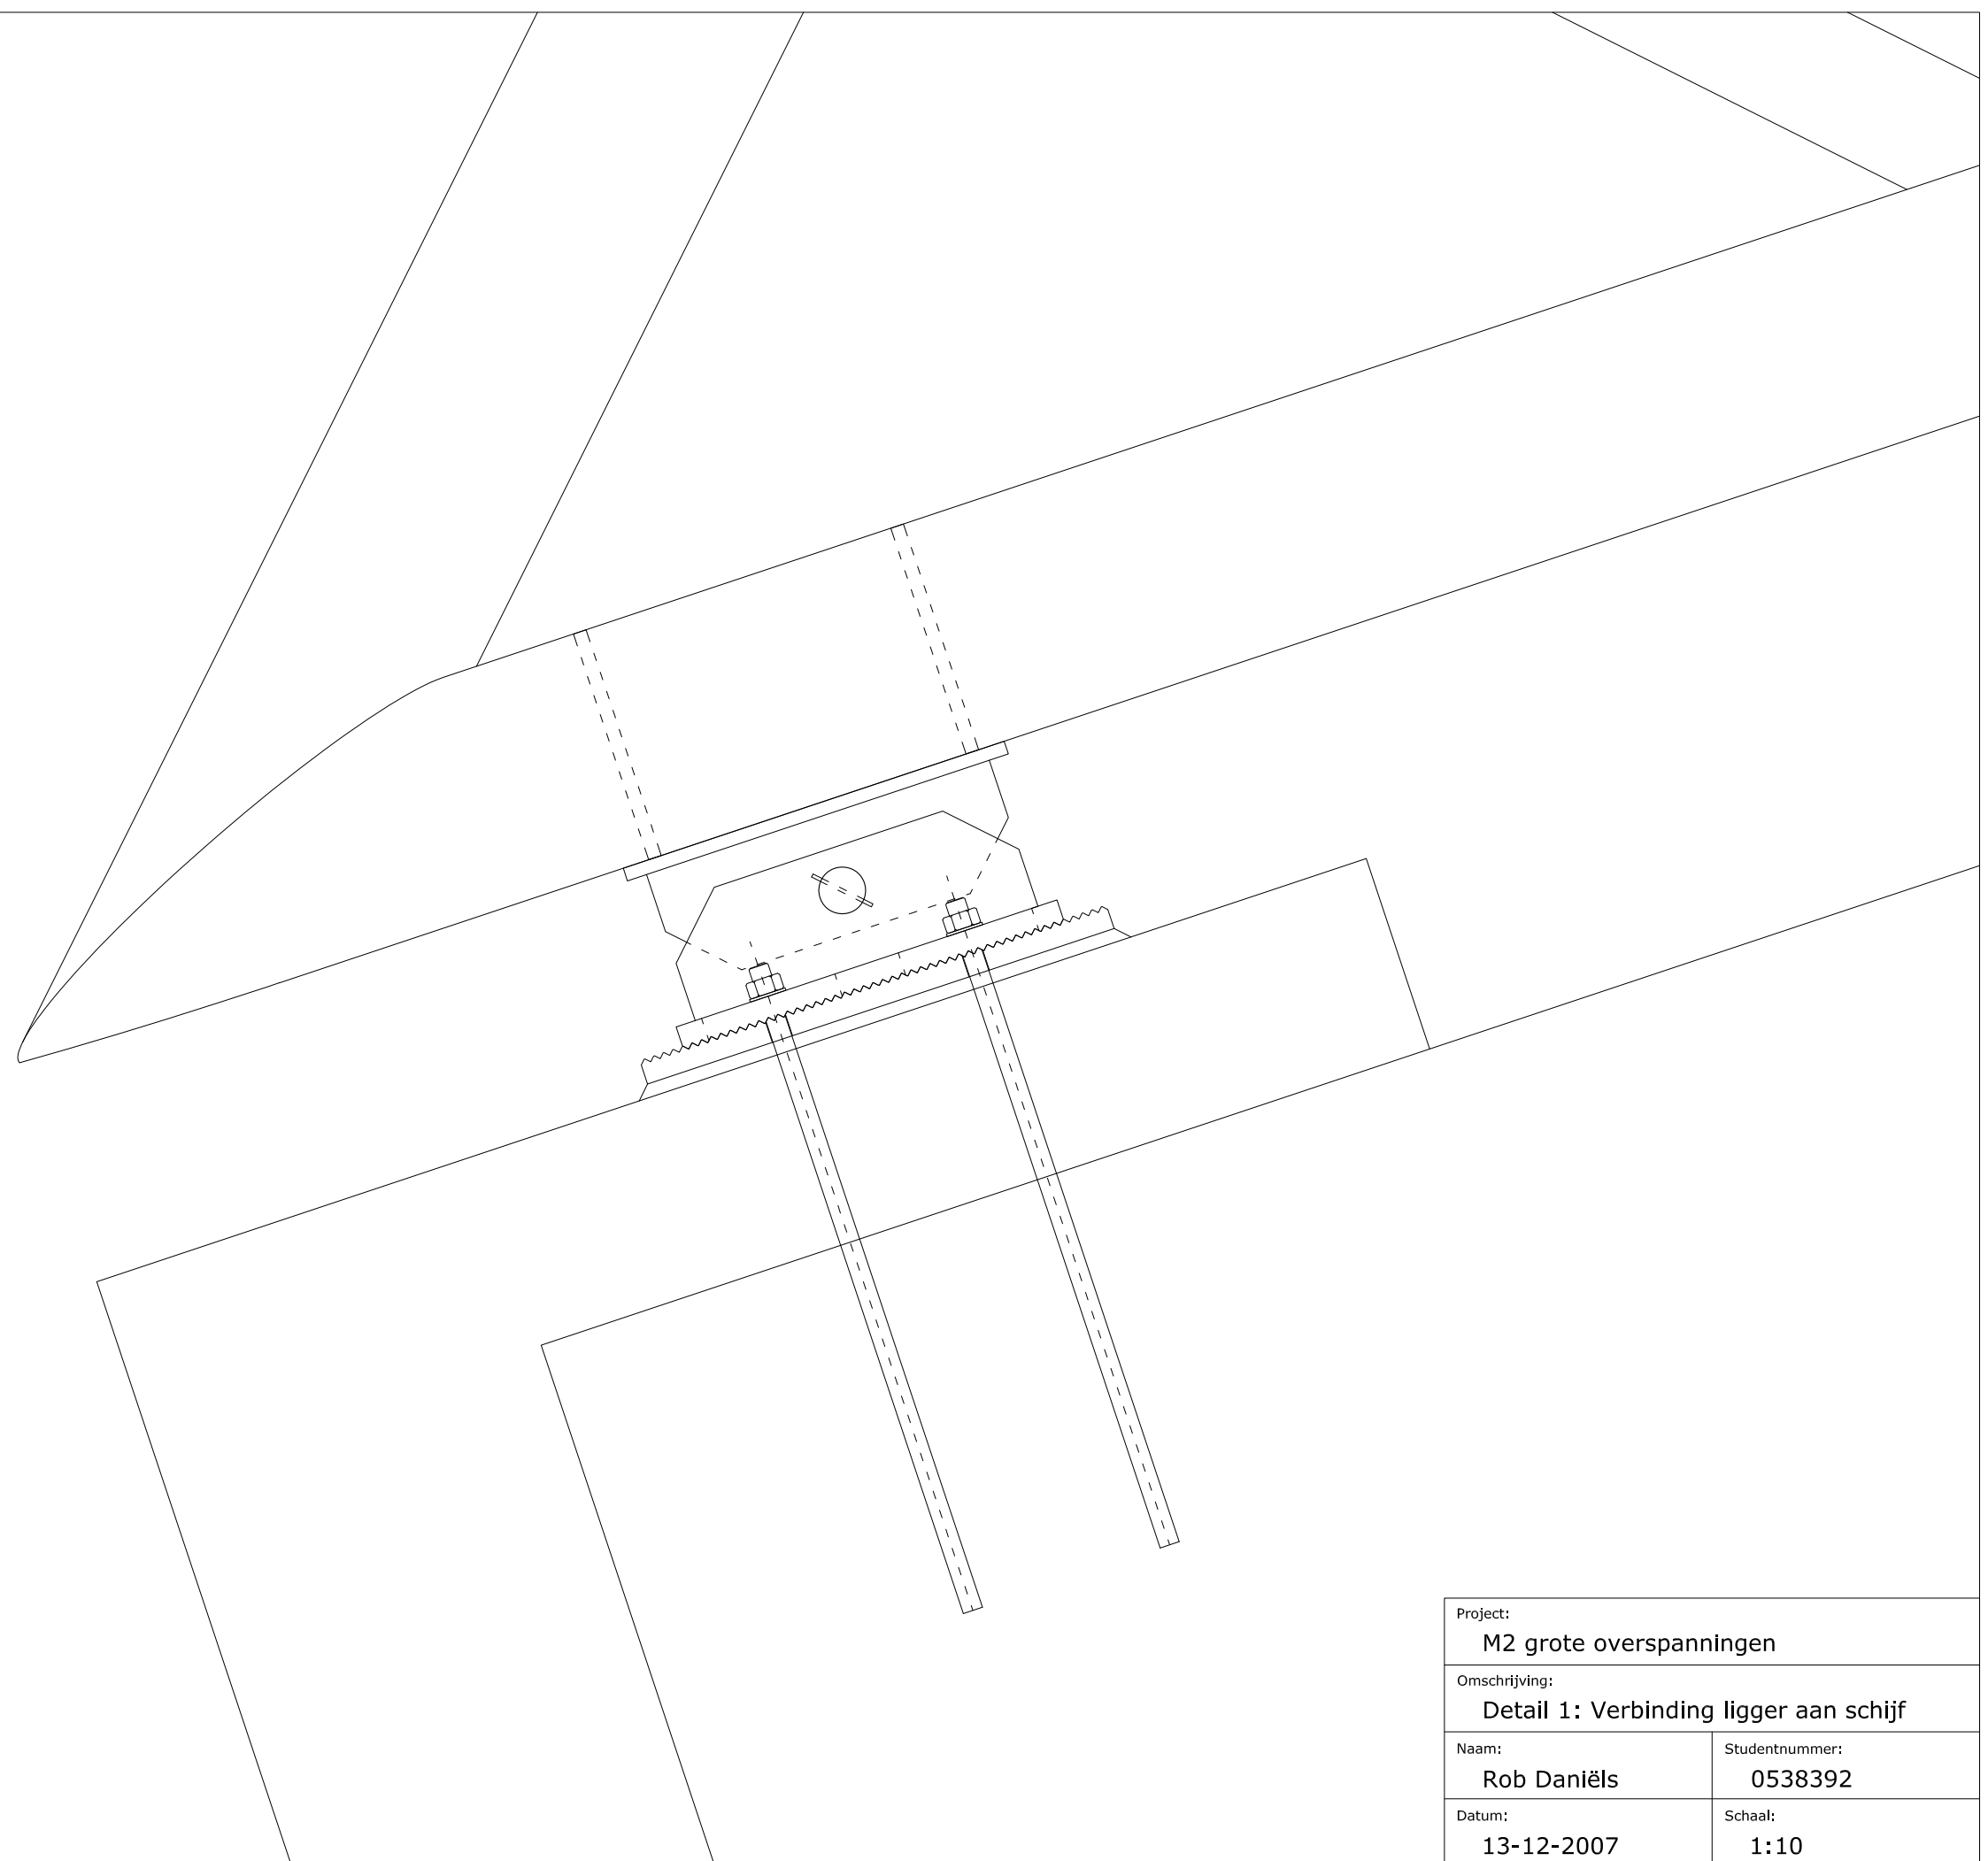 Project:
M2 grote overspanningen
Omschrijving:
Detail 1: Verbinding ligger aan schijf
Naam:
Rob Daniëls
Studentnummer:
0538392
Datum:
13-12-2007
Schaal:
1:10